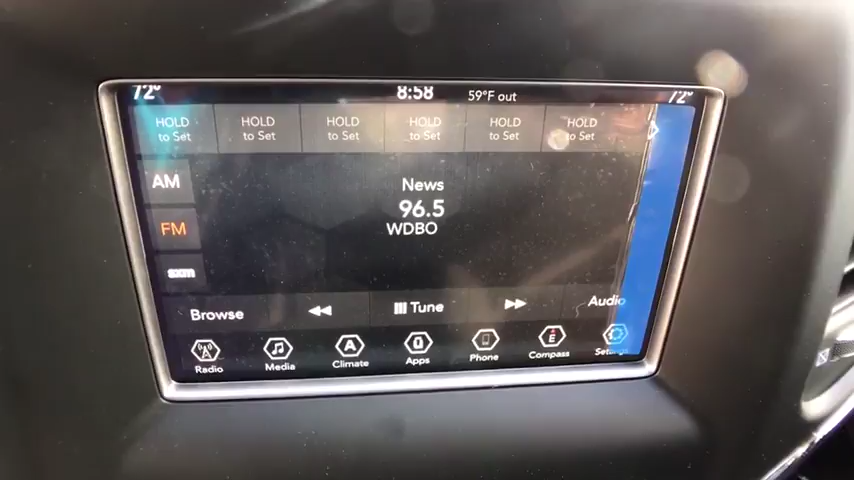 72° 8:58 59°F out 72°
HOLD to Set HOLD to Set HOLD to Set HOLD to Set HOLD to Set HOLD to Set
AM
News
96.5
FM
WDBO
sxm
Browse Tune Audio
Radio Media Climate Apps Phone Compass Settings
A
E